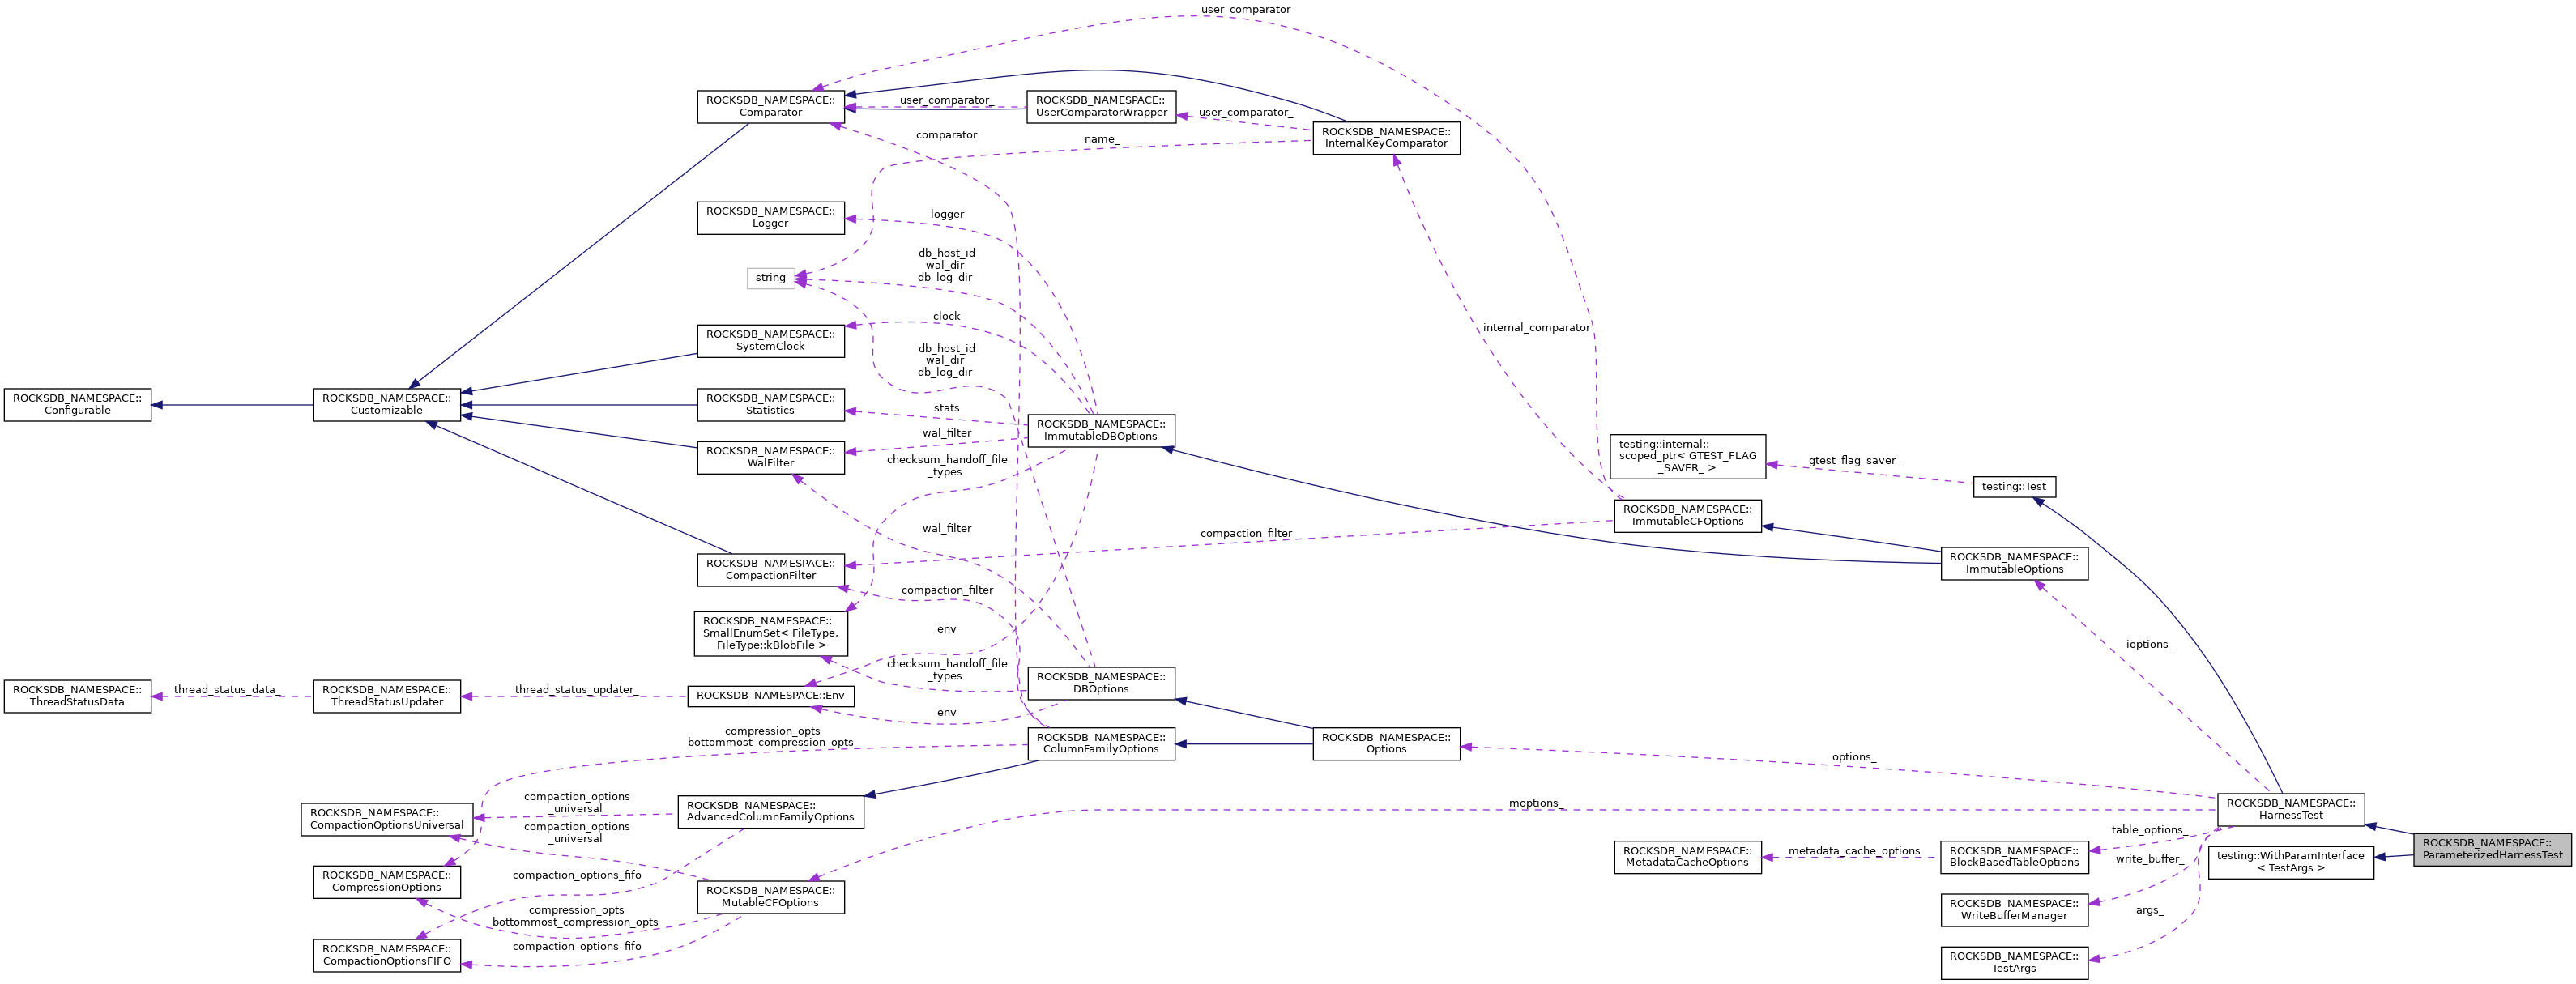 user_comparator
ROCKSDB_NAMESPACE::
Comparator
user_comparator_
ROCKSDB_NAMESPACE::
UserComparatorWrapper
user_comparator_
ROCKSDB_NAMESPACE::
InternalKeyComparator
comparator
name_
ROCKSDB_NAMESPACE::
Logger
logger
string
db_host_id
wal_dir
db_log_dir
clock
internal_comparator
ROCKSDB_NAMESPACE::
SystemClock
db_host_id
wal_dir
db_log_dir
ROCKSDB_NAMESPACE::
Configurable
ROCKSDB_NAMESPACE::
Customizable
ROCKSDB_NAMESPACE::
Statistics
stats
ROCKSDB_NAMESPACE::
ImmutableDBOptions
wal_filter
ROCKSDB_NAMESPACE::
WalFilter
checksum_handoff_file
_types
testing::internal::
scoped_ptr< GTEST_FLAG
_SAVER_ >
gtest_flag_saver_
testing::Test
ROCKSDB_NAMESPACE::
ImmutableCFOptions
wal_filter
compaction_filter
ROCKSDB_NAMESPACE::
CompactionFilter
ROCKSDB_NAMESPACE::
ImmutableOptions
compaction_filter
ROCKSDB_NAMESPACE::
SmallEnumSet< FileType,
FileType::kBlobFile >
env
ioptions_
checksum_handoff_file
_types
ROCKSDB_NAMESPACE::
DBOptions
ROCKSDB_NAMESPACE::
ThreadStatusData
thread_status_data_
ROCKSDB_NAMESPACE::
ThreadStatusUpdater
thread_status_updater_
ROCKSDB_NAMESPACE::Env
env
compression_opts
bottommost_compression_opts
ROCKSDB_NAMESPACE::
ColumnFamilyOptions
ROCKSDB_NAMESPACE::
Options
options_
ROCKSDB_NAMESPACE::
CompactionOptionsUniversal
compaction_options
_universal
ROCKSDB_NAMESPACE::
AdvancedColumnFamilyOptions
moptions_
ROCKSDB_NAMESPACE::
HarnessTest
compaction_options
_universal
table_options_
ROCKSDB_NAMESPACE::
ParameterizedHarnessTest
ROCKSDB_NAMESPACE::
MetadataCacheOptions
metadata_cache_options
ROCKSDB_NAMESPACE::
BlockBasedTableOptions
write_buffer_
testing::WithParamInterface
< TestArgs >
ROCKSDB_NAMESPACE::
CompressionOptions
compaction_options_fifo
ROCKSDB_NAMESPACE::
MutableCFOptions
compression_opts
bottommost_compression_opts
ROCKSDB_NAMESPACE::
WriteBufferManager
args_
ROCKSDB_NAMESPACE::
CompactionOptionsFIFO
compaction_options_fifo
ROCKSDB_NAMESPACE::
TestArgs